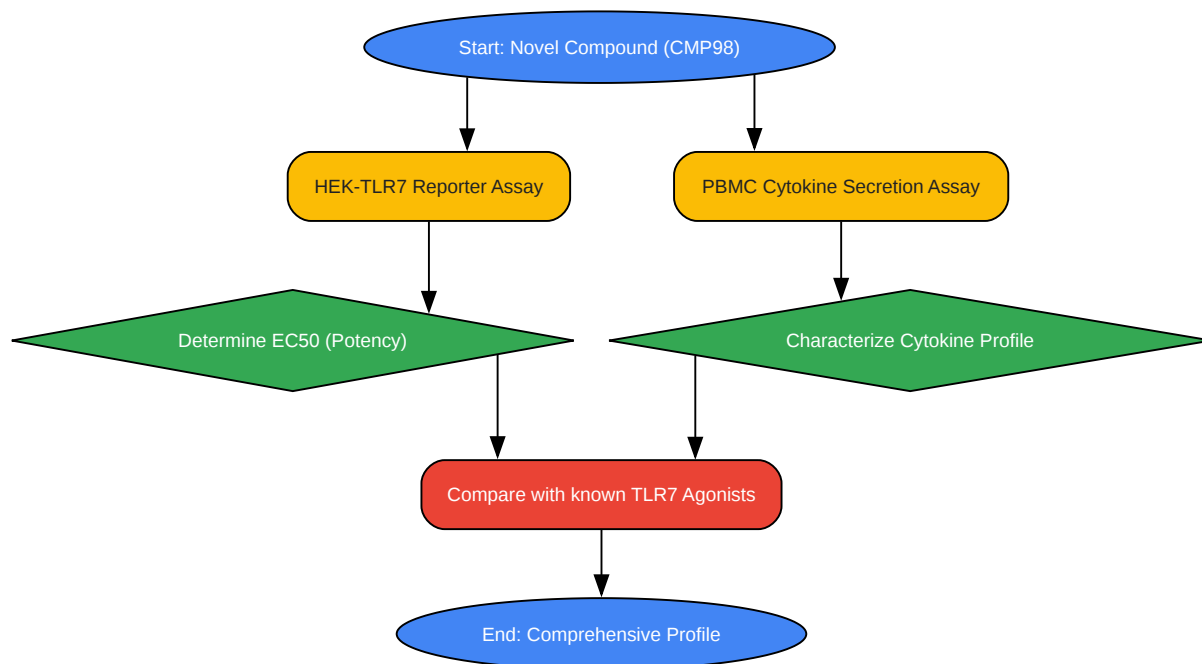 Start: Novel Compound (CMP98)
HEK-TLR7 Reporter Assay
PBMC Cytokine Secretion Assay
Determine EC50 (Potency)
Characterize Cytokine Profile
Compare with known TLR7 Agonists
End: Comprehensive Profile